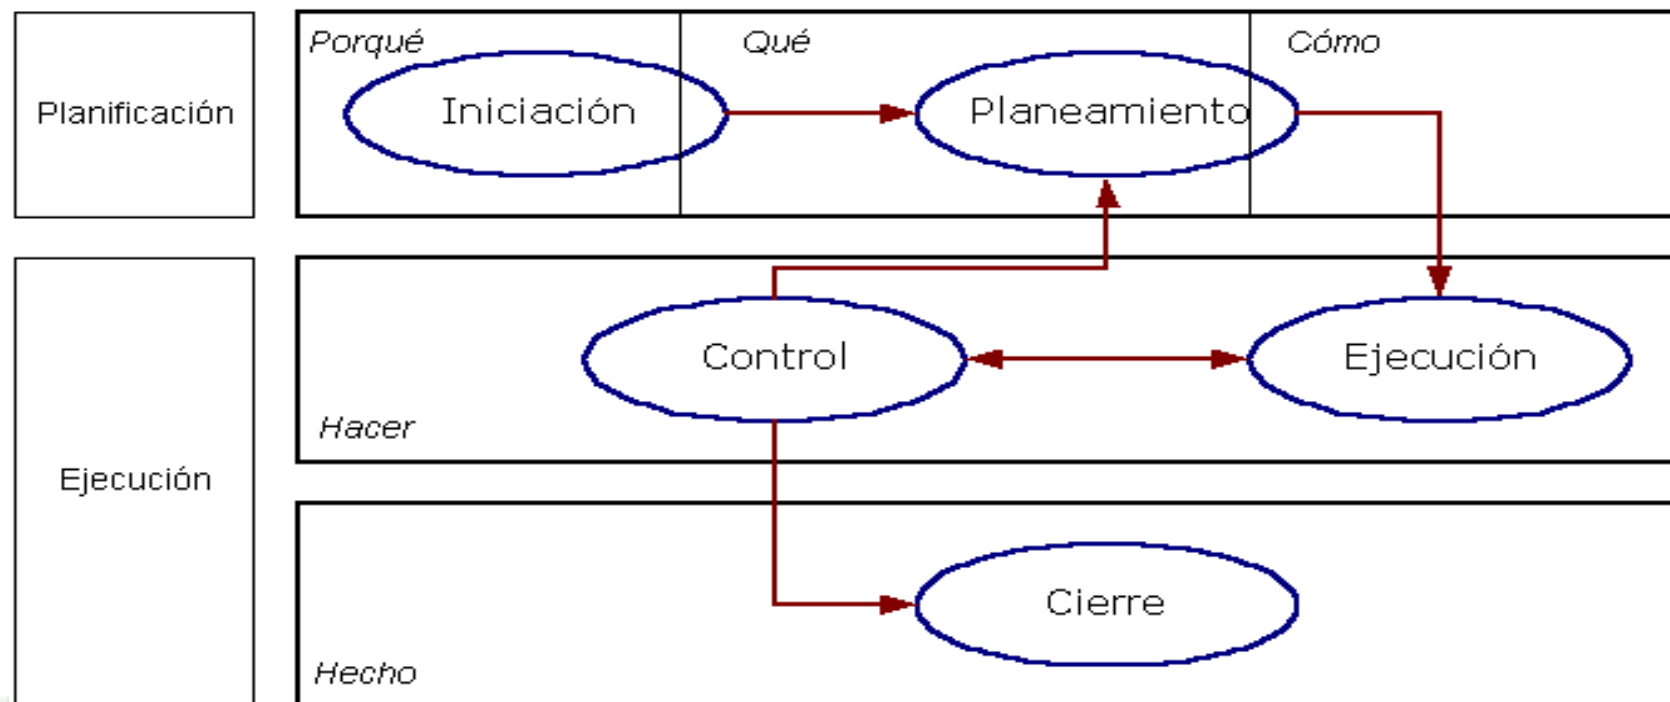 Planificación
Porqué
Qué
Cómo
Iniciación
Planeamiento
Ejecución
Control
Ejecución
Hacer
Cierre
Hecho